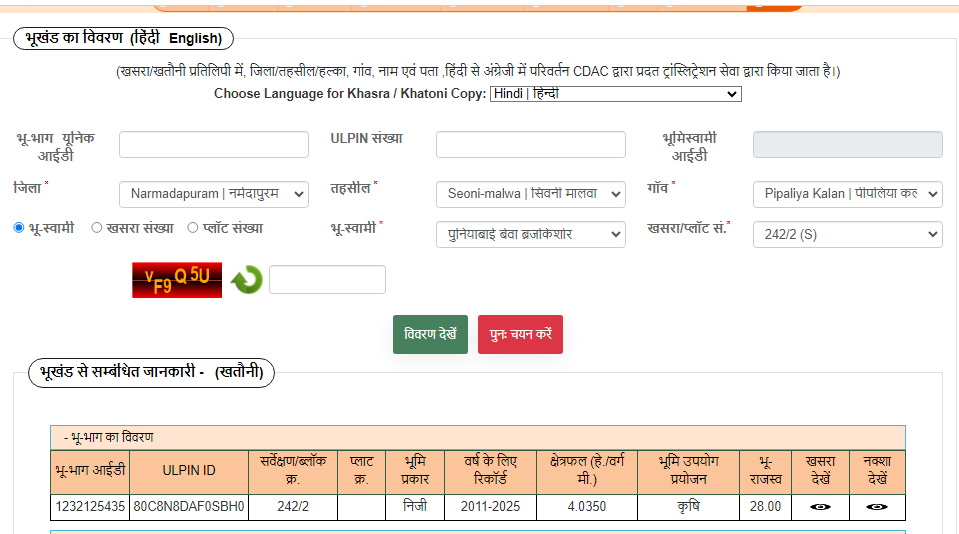 भूखंड का विवरण (हिंदी English)
(खसरा/खतौनी प्रतिलिपी में, जिला/तहसील/हल्का, गांव, नाम एवं पता ,हिंदी से अंग्रेजी में परिवर्तन CDAC द्वारा प्रदत ट्रांस्लिट्रेशन सेवा द्वारा किया जाता है।)
Choose Language for Khasra / Khatoni Copy: Hindi | हिन्दी
भू-भाग यूनिक आईडी
ULPIN संख्या
भूमिस्वामी आईडी
जिला * Narmadapuram | नर्मदापुरम
तहसील * Seoni-malwa | सिवनी मालवा
गाँव * Pipaliya Kalan | पीपलिया कल
भू-स्वामी खसरा संख्या प्लॉट संख्या
भू-स्वामी * पुनियाबाई बेवा ब्रजकिशोर
खसरा/प्लॉट सं.* 242/2 (S)
vF9Q5U
विवरण देखें पुनः चयन करें
भूखंड से सम्बंधित जानकारी - (खतौनी)
- भू-भाग का विवरण
भू-भाग आईडी ULPIN ID सर्वेक्षण/ब्लॉक क्र. प्लाट क्र. भूमि प्रकार वर्ष के लिए रिकॉर्ड क्षेत्रफल (हे./वर्ग मी.) भूमि उपयोग प्रयोजन भू-राजस्व खसरा देखें नक्शा देखें
1232125435 80C8N8DAF0SBH0 242/2 निजी 2011-2025 4.0350 कृषि 28.00